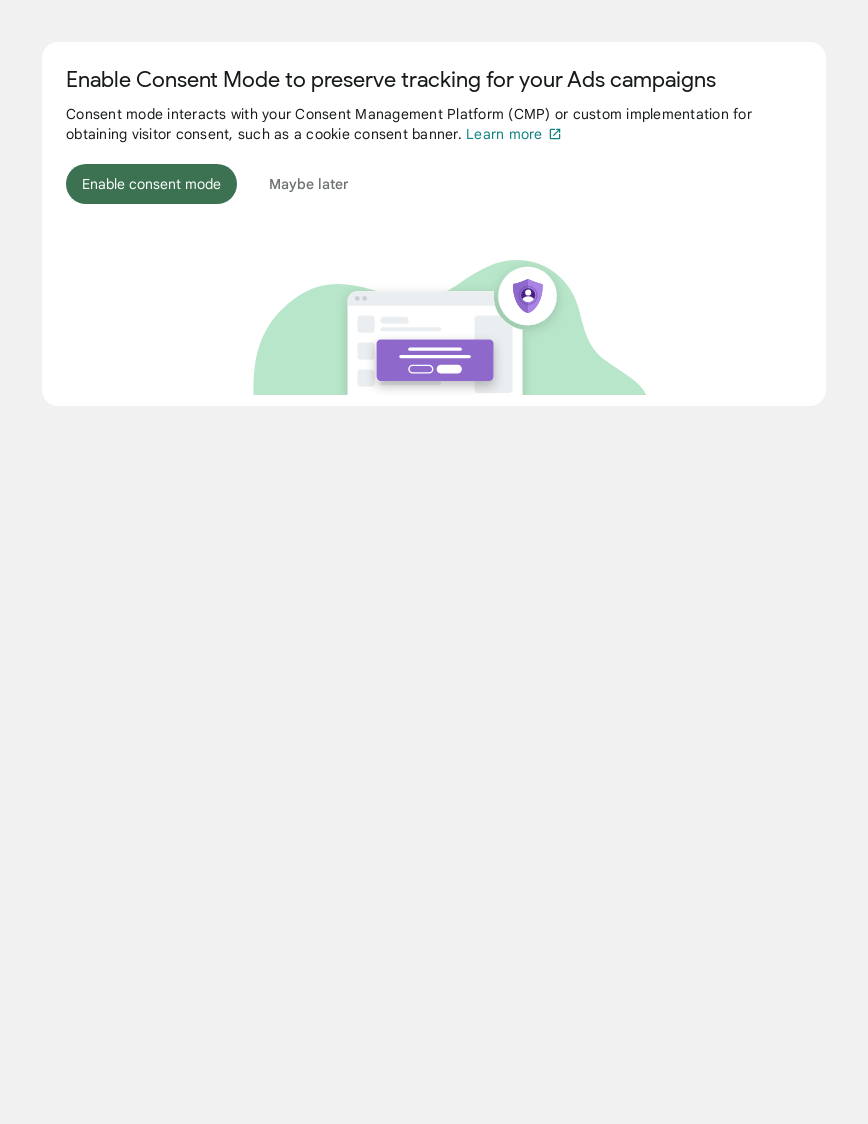 Enable Consent Mode to preserve tracking for your Ads campaigns
Consent mode interacts with your Consent Management Platform (CMP) or custom implementation for
obtaining visitor consent, such as a cookie consent banner. Learn more
Enable consent mode
Maybe later